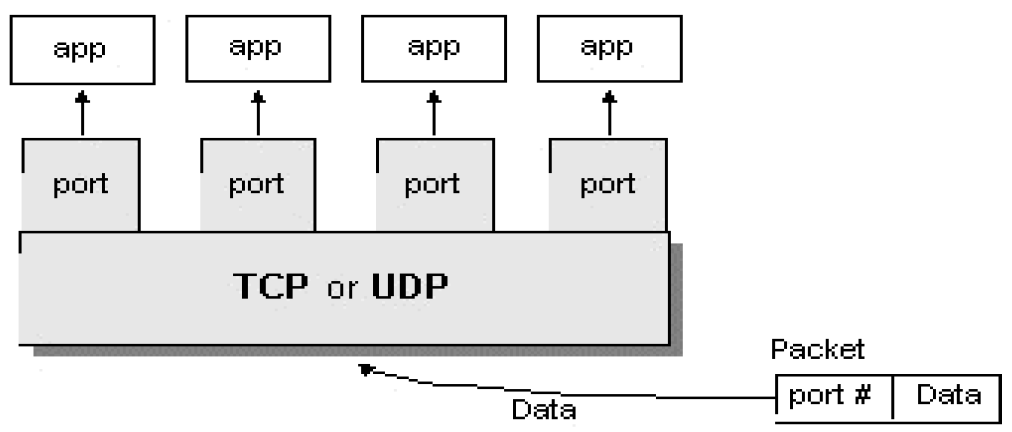 app app app app
port port port port
TCP or UDP
Packet
port # Data
Data